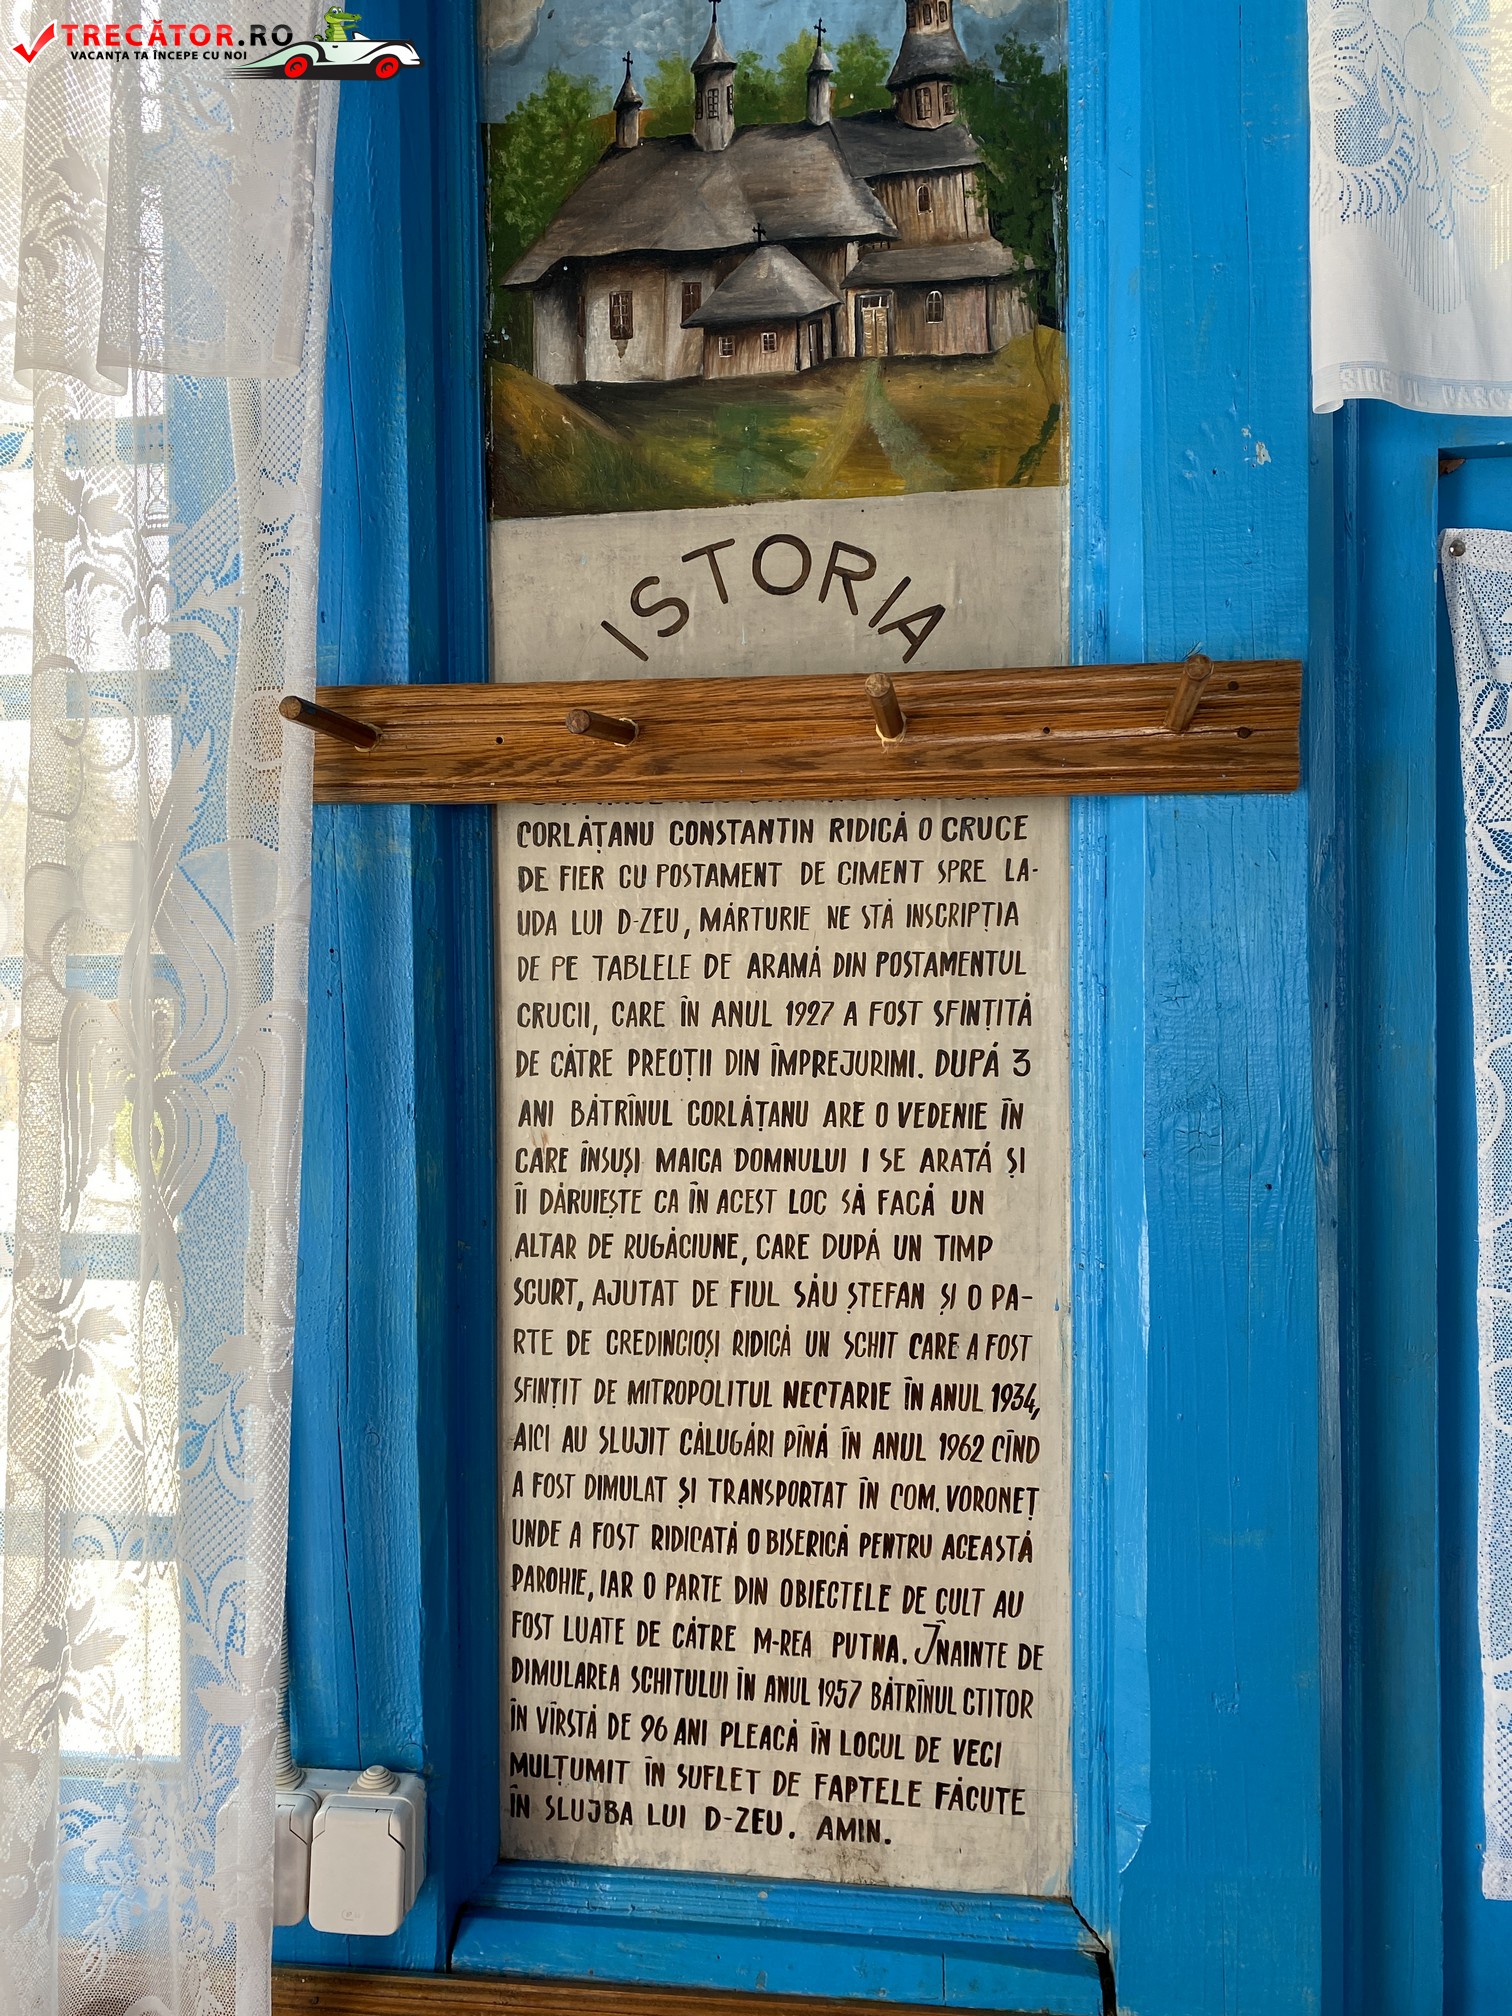 TRECĂTOR.RO
VACANȚA TA ÎNCEPE CU NOI
ISTORIA
CORLĂȚANU CONSTANTIN RIDICĂ O CRUCE
DE FIER CU POSTAMENT DE CIMENT SPRE LA-
UDA LUI D-ZEU, MĂRTURIE NE STĂ INSCRIPȚIA
DE PE TABLELE DE ARAMĂ DIN POSTAMENTUL
CRUCII, CARE ÎN ANUL 1927 A FOST SFINȚITĂ
DE CĂTRE PREOȚII DIN ÎMPREJURIMI. DUPĂ 3
ANI BĂTRÎNUL CORLĂȚANU ARE O VEDENIE ÎN
CARE ÎNSUȘI MAICA DOMNULUI I SE ARATĂ ȘI
ÎI DĂRUIEȘTE CA ÎN ACEST LOC SĂ FACĂ UN
ALTAR DE RUGĂCIUNE, CARE DUPĂ UN TIMP
SCURT, AJUTAT DE FIUL SĂU ȘTEFAN ȘI O PA-
RTE DE CREDINCIOȘI RIDICĂ UN SCHIT CARE A FOST
SFINȚIT DE MITROPOLITUL NECTARIE ÎN ANUL 1934,
AICI AU SLUJIT CĂLUGĂRI PÎNĂ ÎN ANUL 1962 CÎND
A FOST DIMULAT ȘI TRANSPORTAT ÎN COM. VORONEȚ
UNDE A FOST RIDICATĂ O BISERICĂ PENTRU ACEASTĂ
PAROHIE, IAR O PARTE DIN OBIECTELE DE CULT AU
FOST LUATE DE CĂTRE M-REA PUTNA. ÎNAINTE DE
DIMULAREA SCHITULUI ÎN ANUL 1957 BĂTRÎNUL CTITOR
ÎN VÎRSTĂ DE 96 ANI PLEACĂ ÎN LOCUL DE VECI
MULȚUMIT ÎN SUFLET DE FAPTELE FĂCUTE
ÎN SLUJBA LUI D-ZEU. AMIN.